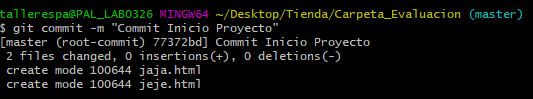 tallerespa@PAL_LAB0326 MINGW64 ~/Desktop/Tienda/Carpeta_Evaluacion (master)
$ git commit -m "Commit Inicio Proyecto"
[master (root-commit) 77372bd] Commit Inicio Proyecto
 2 files changed, 0 insertions(+), 0 deletions(-)
 create mode 100644 jaja.html
 create mode 100644 jeje.html